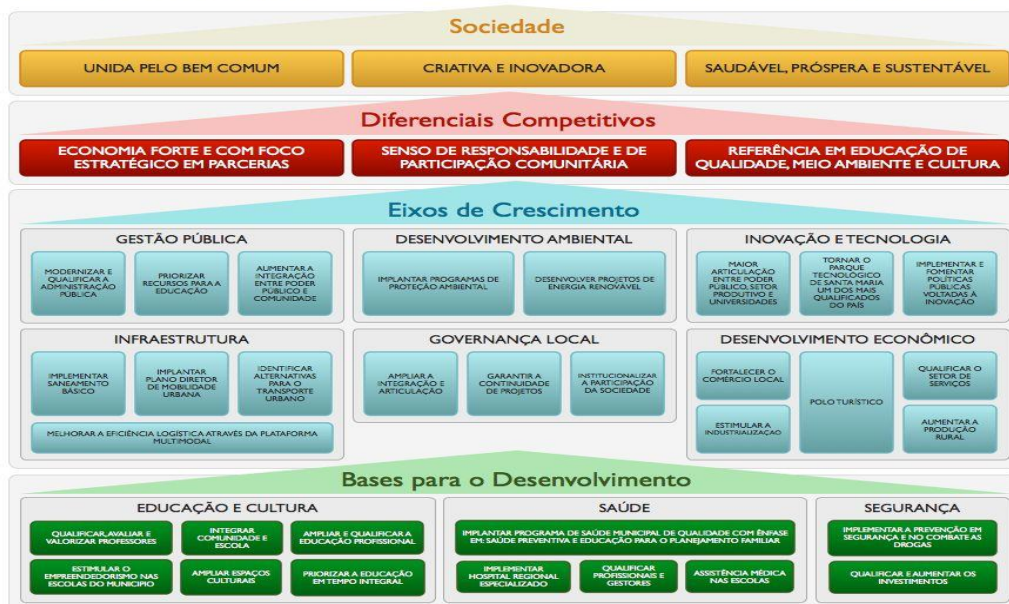 Sociedade
UNIDA PELO BEM COMUM
CRIATIVA E INOVADORA
SAUDÁVEL, PRÓSPERA E SUSTENTÁVEL
Diferenciais Competitivos
ECONOMIA FORTE E COM FOCO
ESTRATÉGICO EM PARCERIAS
SENSO DE RESPONSABILIDADE E DE
PARTICIPAÇÃO COMUNITÁRIA
REFERÊNCIA EM EDUCAÇÃO DE
QUALIDADE, MEIO AMBIENTE E CULTURA
Eixos de Crescimento
GESTÃO PÚBLICA
MODERNIZAR E
QUALIFICAR A
ADMINISTRAÇÃO
PÚBLICA
PRIORIZAR
RECURSOS PARA A
EDUCAÇÃO
AUMENTAR A
INTEGRAÇÃO
ENTRE PODER
PÚBLICO E
COMUNIDADE
DESENVOLVIMENTO AMBIENTAL
IMPLANTAR PROGRAMAS DE
PROTEÇÃO AMBIENTAL
DESENVOLVER PROJETOS DE
ENERGIA RENOVÁVEL
INOVAÇÃO E TECNOLOGIA
MAIOR
ARTICULAÇÃO
ENTRE PODER
PÚBLICO, SETOR
PRODUTIVO E
UNIVERSIDADES
TORNAR O
PARQUE
TECNOLÓGICO
DE SANTA MARIA
UM DOS MAIS
QUALIFICADOS
DO PAÍS
IMPLEMENTAR E
FOMENTAR
POLÍTICAS
PÚBLICAS
VOLTADAS À
INOVAÇÃO
INFRAESTRUTURA
IMPLEMENTAR
SANEAMENTO
BÁSICO
IMPLANTAR
PLANO DIRETOR
DE MOBILIDADE
URBANA
IDENTIFICAR
ALTERNATIVAS
PARA O
TRANSPORTE
URBANO
MELHORAR A EFICIÊNCIA LOGÍSTICA ATRAVÉS DA PLATAFORMA
MULTIMODAL
GOVERNANÇA LOCAL
AMPLIAR A
INTEGRAÇÃO E
ARTICULAÇÃO
GARANTIR A
CONTINUIDADE
DE PROJETOS
INSTITUCIONALIZAR
A PARTICIPAÇÃO
DA SOCIEDADE
DESENVOLVIMENTO ECONÔMICO
FORTALECER O
COMÉRCIO LOCAL
ESTIMULAR A
INDUSTRIALIZAÇAO
POLO TURÍSTICO
QUALIFICAR O
SETOR DE
SERVIÇOS
AUMENTAR A
PRODUÇÃO
RURAL
Bases para o Desenvolvimento
EDUCAÇÃO E CULTURA
QUALIFICAR, AVALIAR E
VALORIZAR PROFESSORES
INTEGRAR
COMUNIDADE E
ESCOLA
AMPLIAR E QUALIFICAR A
EDUCAÇÃO PROFISSIONAL
ESTIMULAR O
EMPREENDEDORISMO NAS
ESCOLAS DO MUNICIPIO
AMPLIAR ESPAÇOS
CULTURAIS
PRIORIZAR A EDUCAÇÃO
EM TEMPO INTEGRAL
SAÚDE
IMPLANTAR PROGRAMA DE SAÚDE MUNICIPAL DE QUALIDADE COM ÊNFASE
EM: SAÚDE PREVENTIVA E EDUCAÇÃO PARA O PLANEJAMENTO FAMILIAR
IMPLEMENTAR
HOSPITAL REGIONAL
ESPECIALIZADO
QUALIFICAR
PROFISSIONAIS E
GESTORES
ASSISTÊNCIA MÉDICA
NAS ESCOLAS
SEGURANÇA
IMPLEMENTAR A PREVENÇÃO EM
SEGURANÇA E NO COMBATE AS
DROGAS
QUALIFICAR E AUMENTAR OS
INVESTIMENTOS